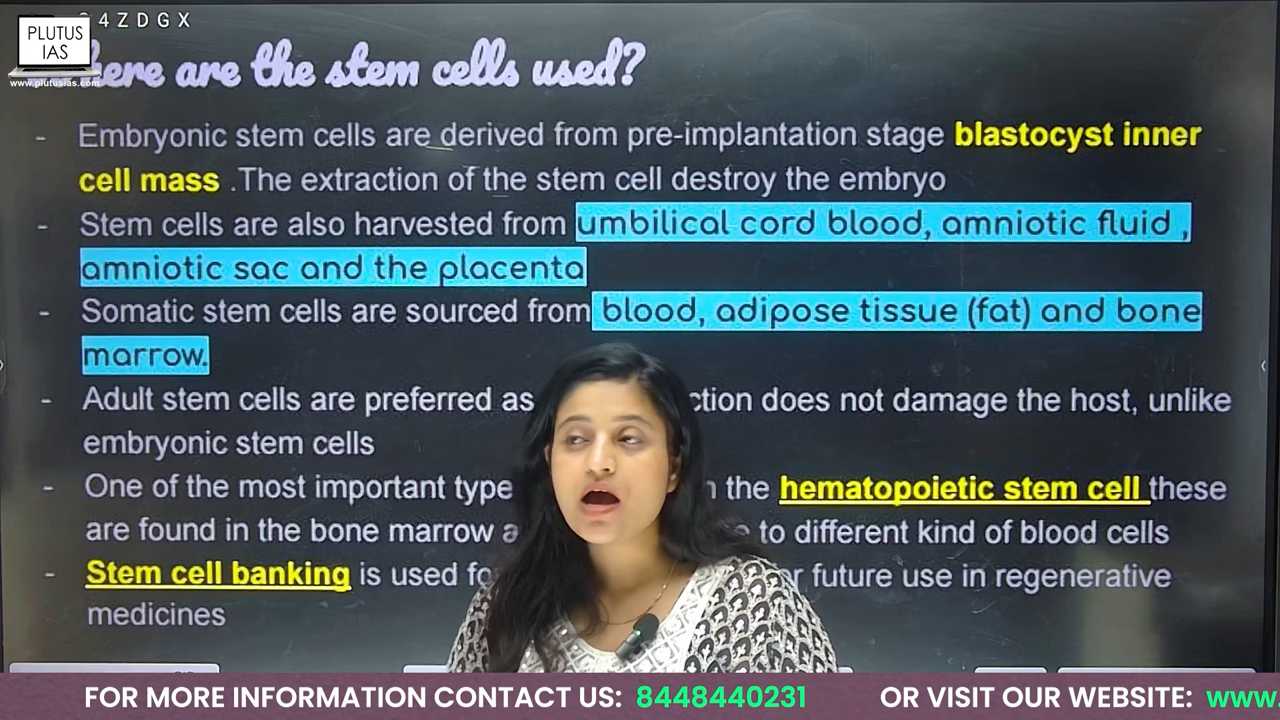 4ZDGX
PLUTUS
IAS
www.plutusias.com
here are the stem cells used?
- Embryonic stem cells are derived from pre-implantation stage blastocyst inner
cell mass .The extraction of the stem cell destroy the embryo
- Stem cells are also harvested from umbilical cord blood, amniotic fluid ,
amniotic sac and the placenta
- Somatic stem cells are sourced from blood, adipose tissue (fat) and bone
marrow.
- Adult stem cells are preferred as ction does not damage the host, unlike
embryonic stem cells
- One of the most important type the hematopoietic stem cell these
are found in the bone marrow to different kind of blood cells
- Stem cell banking is used future use in regenerative
medicines
FOR MORE INFORMATION CONTACT US: 8448440231 OR VISIT OUR WEBSITE: www.